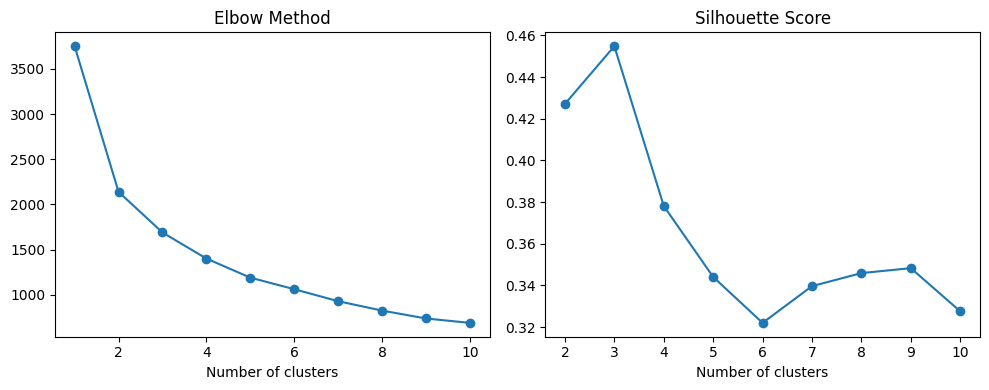 Elbow Method
3500
3000
2500
2000
1500
1000
2 4 6 8 10
Number of clusters
Silhouette Score
0.46
0.44
0.42
0.40
0.38
0.36
0.34
0.32
2 3 4 5 6 7 8 9 10
Number of clusters